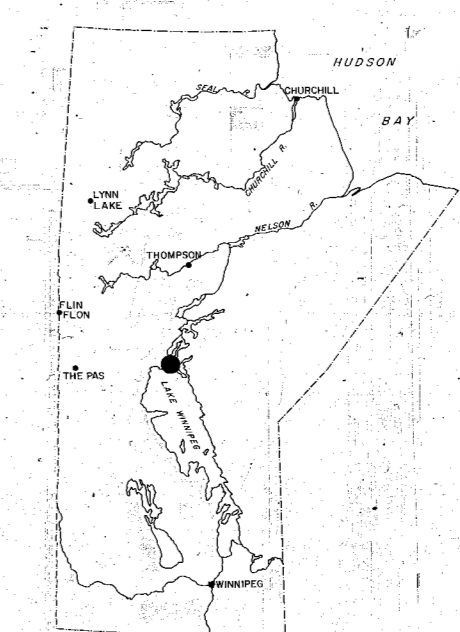 HUDSON
BAY
SEAL
CHURCHILL
CHURCHILL R.
LYNN
LAKE
NELSON R.
THOMPSON
FLIN
FLON
THE PAS
LAKE WINNIPEG
WINNIPEG